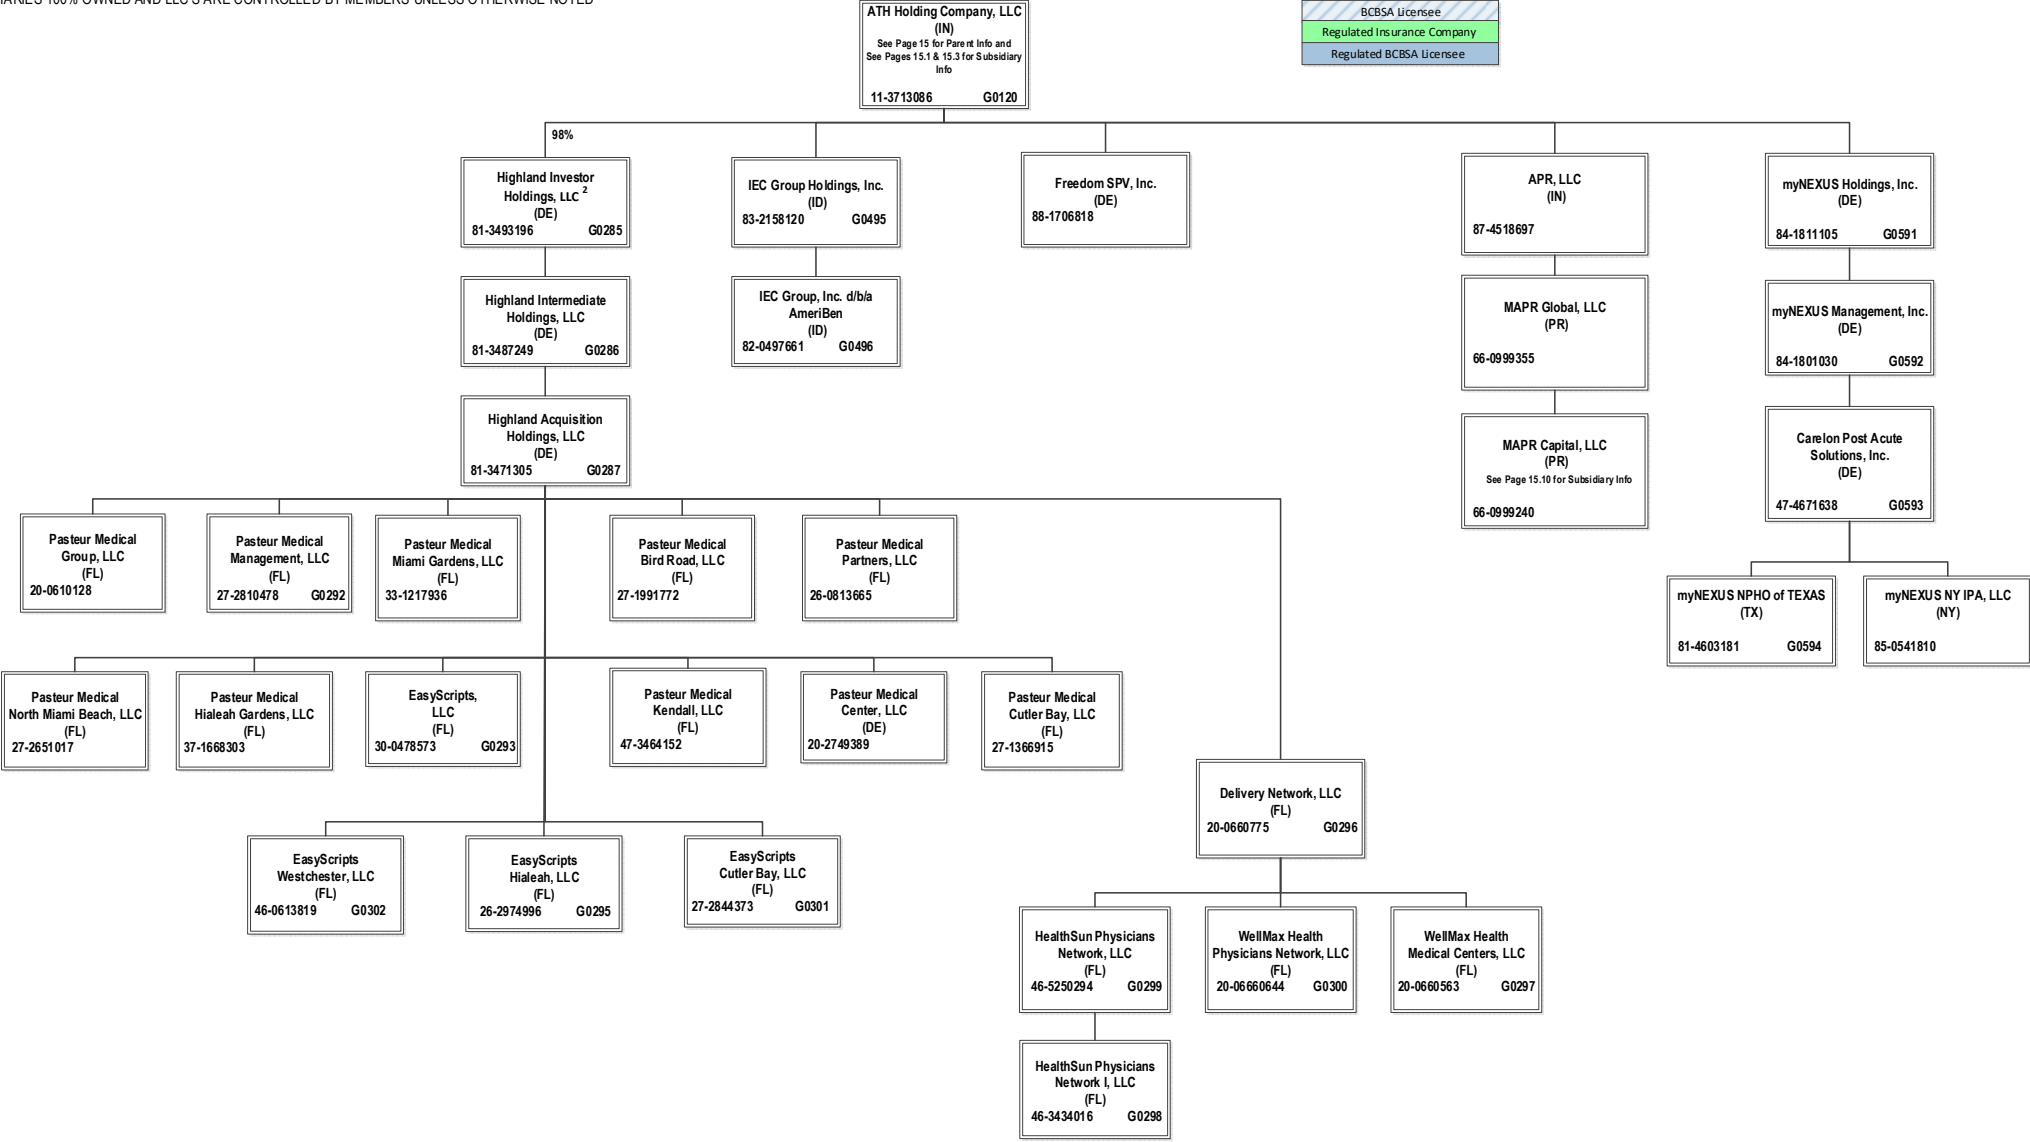 100% OWNED AND LLC'S ARE CONTROLLED BY MEMBERS UNLESS OTHERWISE NOTED
ATH Holding Company, LLC
(IN)
See Page 15 for Parent Info and
See Pages 15.1 & 15.3 for Subsidiary
Info
11-3713086 G0120
BCBSA Licensee
Regulated Insurance Company
Regulated BCBSA Licensee
98%
Highland Investor
Holdings, LLC 2
(DE)
81-3493196 G0285
IEC Group Holdings, Inc.
(ID)
83-2158120 G0495
Freedom SPV, Inc.
(DE)
88-1706818
APR, LLC
(IN)
87-4518697
myNEXUS Holdings, Inc.
(DE)
84-1811105 G0591
Highland Intermediate
Holdings, LLC
(DE)
81-3487249 G0286
IEC Group, Inc. d/b/a
AmeriBen
(ID)
82-0497661 G0496
MAPR Global, LLC
(PR)
66-0999355
myNEXUS Management, Inc.
(DE)
84-1801030 G0592
Highland Acquisition
Holdings, LLC
(DE)
81-3471305 G0287
MAPR Capital, LLC
(PR)
See Page 15.10 for Subsidiary Info
66-0999240
Carelon Post Acute
Solutions, Inc.
(DE)
47-4671638 G0593
Pasteur Medical
Group, LLC
(FL)
20-0610128
Pasteur Medical
Management, LLC
(FL)
27-2810478 G0292
Pasteur Medical
Miami Gardens, LLC
(FL)
33-1217936
Pasteur Medical
Bird Road, LLC
(FL)
27-1991772
Pasteur Medical
Partners, LLC
(FL)
26-0813665
myNEXUS NPHO of TEXAS
(TX)
81-4603181 G0594
myNEXUS NY IPA, LLC
(NY)
85-0541810
Pasteur Medical
North Miami Beach, LLC
(FL)
27-2651017
Pasteur Medical
Hialeah Gardens, LLC
(FL)
37-1668303
EasyScripts,
LLC
(FL)
30-0478573 G0293
Pasteur Medical
Kendall, LLC
(FL)
47-3464152
Pasteur Medical
Center, LLC
(DE)
20-2749389
Pasteur Medical
Cutler Bay, LLC
(FL)
27-1366915
Delivery Network, LLC
(FL)
20-0660775 G0296
EasyScripts
Westchester, LLC
(FL)
46-0613819 G0302
EasyScripts
Hialeah, LLC
(FL)
26-2974996 G0295
EasyScripts
Cutler Bay, LLC
(FL)
27-2844373 G0301
HealthSun Physicians
Network, LLC
(FL)
46-5250294 G0299
WellMax Health
Physicians Network, LLC
(FL)
20-06660644 G0300
WellMax Health
Medical Centers, LLC
(FL)
20-0660563 G0297
HealthSun Physicians
Network I, LLC
(FL)
46-3434016 G0298